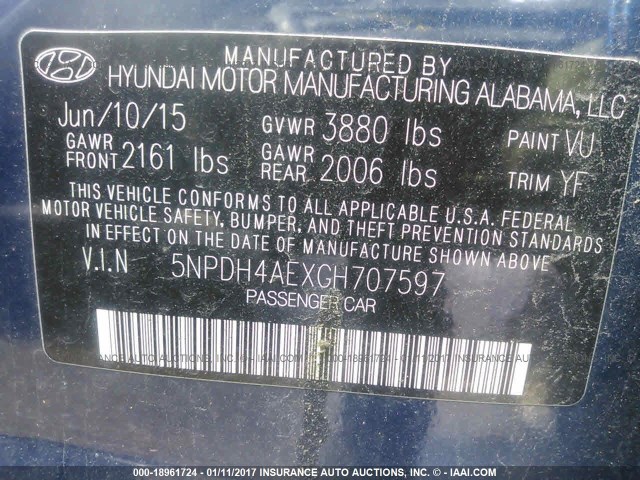 MANUFACTURED BY
HYUNDAI MOTOR MANUFACTURING ALABAMA, LLC
Jun/10/15 GVWR 3880 lbs PAINT VU
GAWR FRONT 2161 lbs GAWR REAR 2006 lbs TRIM YF
THIS VEHICLE CONFORMS TO ALL APPLICABLE U.S.A. FEDERAL
MOTOR VEHICLE SAFETY, BUMPER, AND THEFT PREVENTION STANDARDS
IN EFFECT ON THE DATE OF MANUFACTURE SHOWN ABOVE.
V.I.N 5NPDH4AEXGH707597
PASSENGER CAR
000-18961724 - 01/11/2017 INSURANCE AUTO AUCTIONS, INC. - © - IAAI.COM